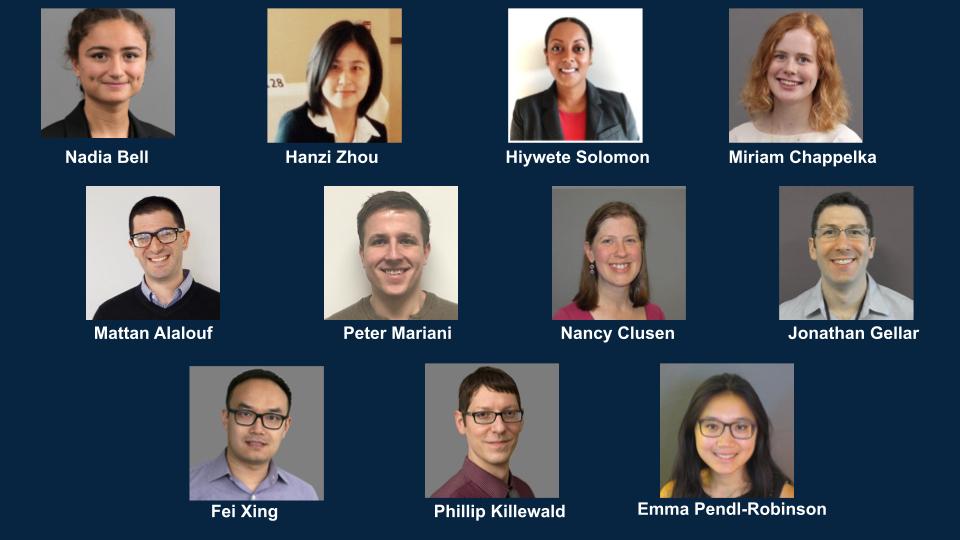 128
Nadia Bell
Hanzi Zhou
Hiywete Solomon
Miriam Chappelka
Mattan Alalouf
Peter Mariani
Nancy Clusen
Jonathan Gellar
Fei Xing
Phillip Killewald
Emma Pendl-Robinson